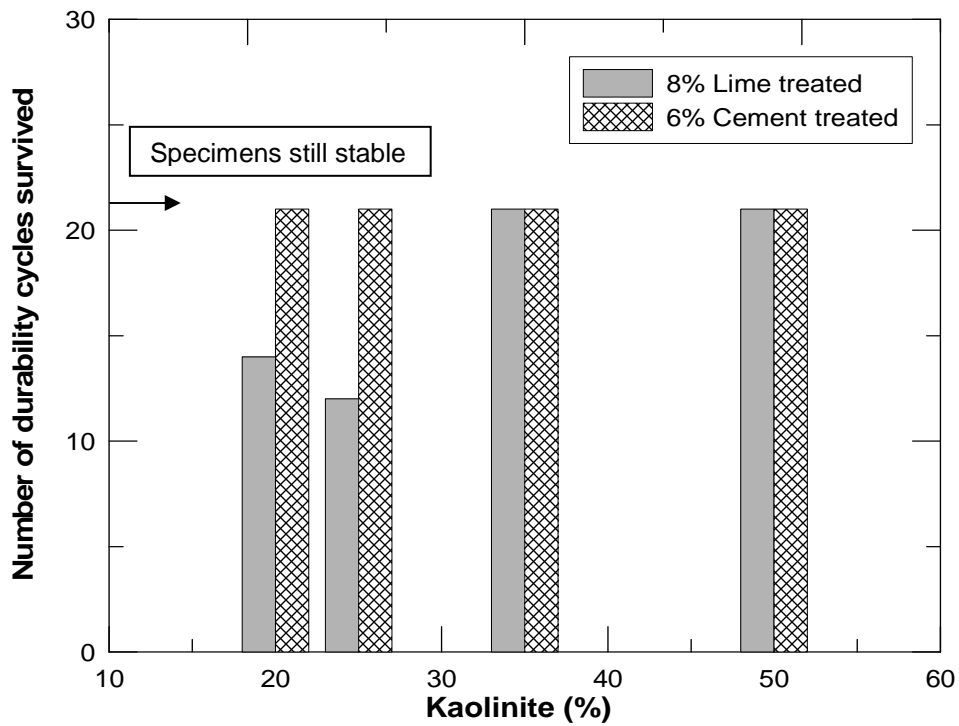 30
20
10
0
Number of durability cycles survived
Specimens still stable
8% Lime treated
6% Cement treated
10 20 30 40 50 60
Kaolinite (%)